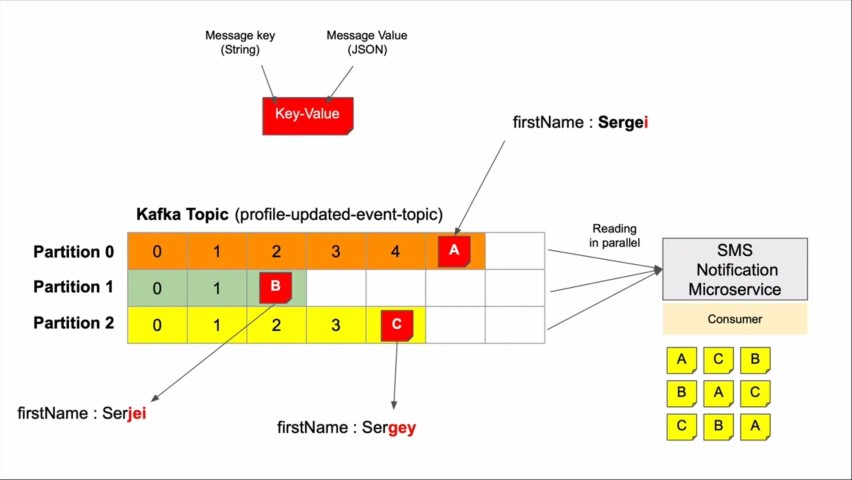 Message key
(String)
Message Value
(JSON)
Key-Value
firstName : Sergei
Kafka Topic (profile-updated-event-topic)
Partition 0 0 1 2 3 4 A
Partition 1 0 1 B
Partition 2 0 1 2 3 C
Reading
in parallel
SMS
Notification
Microservice
Consumer
A C B
B A C
C B A
firstName : Serjei
firstName : Sergey